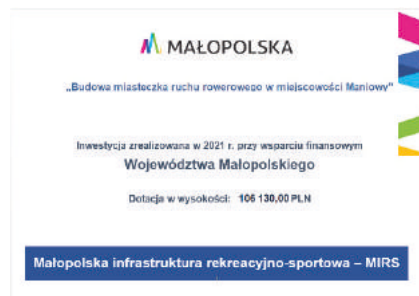 MAŁOPOLSKA
„Budowa miasteczka ruchu rowerowego w miejscowości Maniowy"
Inwestycja zrealizowana w 2021 r. przy wsparciu finansowym
Województwa Małopolskiego
Dotacja w wysokości: 106 130,00 PLN
Małopolska infrastruktura rekreacyjno-sportowa – MIRS